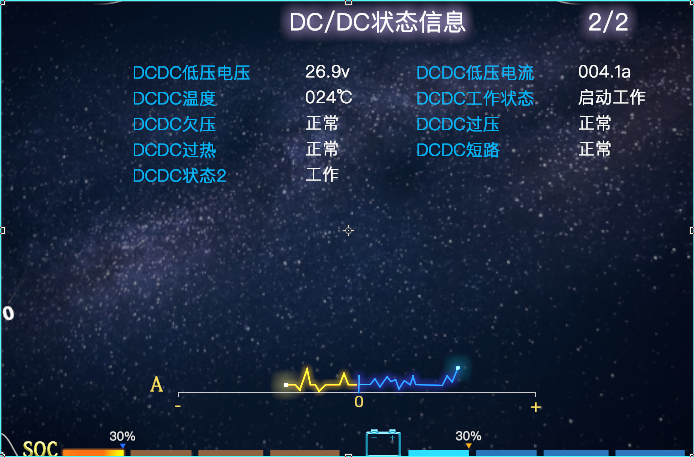 DC/DC状态信息 2/2
DCDC低压电压 26.9v DCDC低压电流 004.1a
DCDC温度 024℃ DCDC工作状态 启动工作
DCDC欠压 正常 DCDC过压 正常
DCDC过热 正常 DCDC短路 正常
DCDC状态2 工作
0
A
- 0 +
30% 30%
SOC